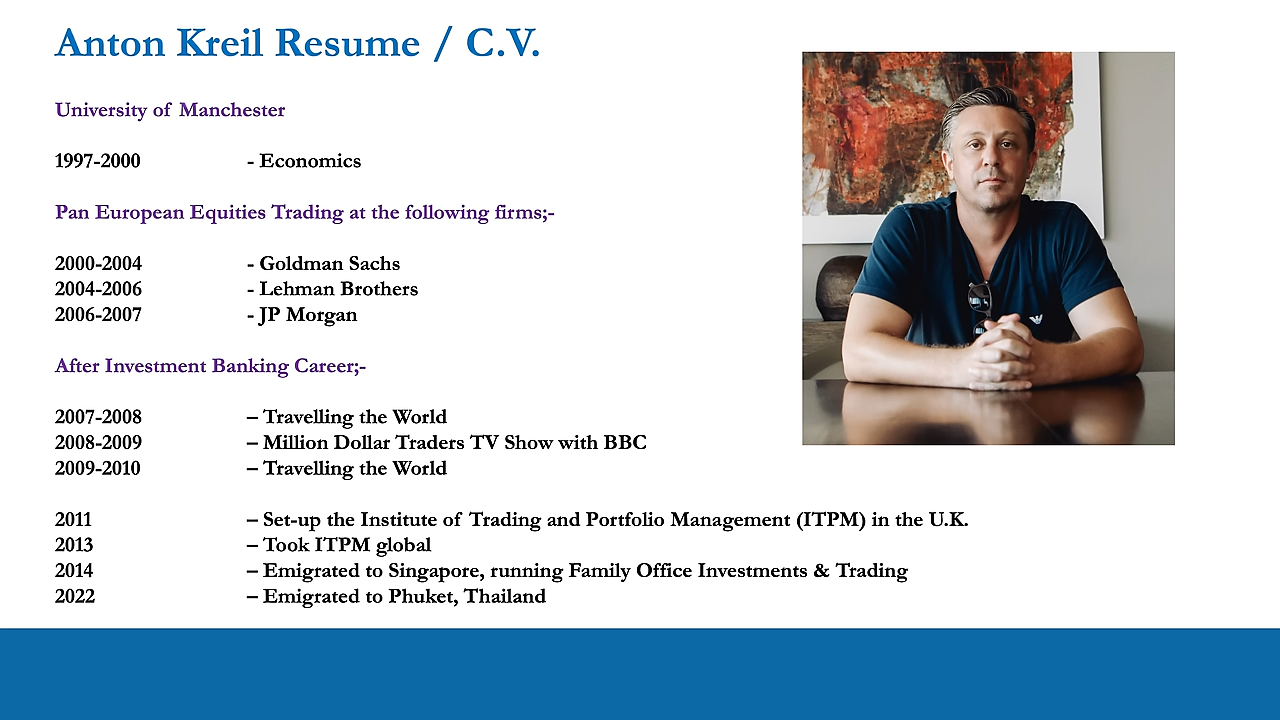 Anton Kreil Resume / C.V.
University of Manchester
1997-2000 - Economics
Pan European Equities Trading at the following firms;-
2000-2004 - Goldman Sachs
2004-2006 - Lehman Brothers
2006-2007 - JP Morgan
After Investment Banking Career;-
2007-2008 – Travelling the World
2008-2009 – Million Dollar Traders TV Show with BBC
2009-2010 – Travelling the World
2011 – Set-up the Institute of Trading and Portfolio Management (ITPM) in the U.K.
2013 – Took ITPM global
2014 – Emigrated to Singapore, running Family Office Investments & Trading
2022 – Emigrated to Phuket, Thailand